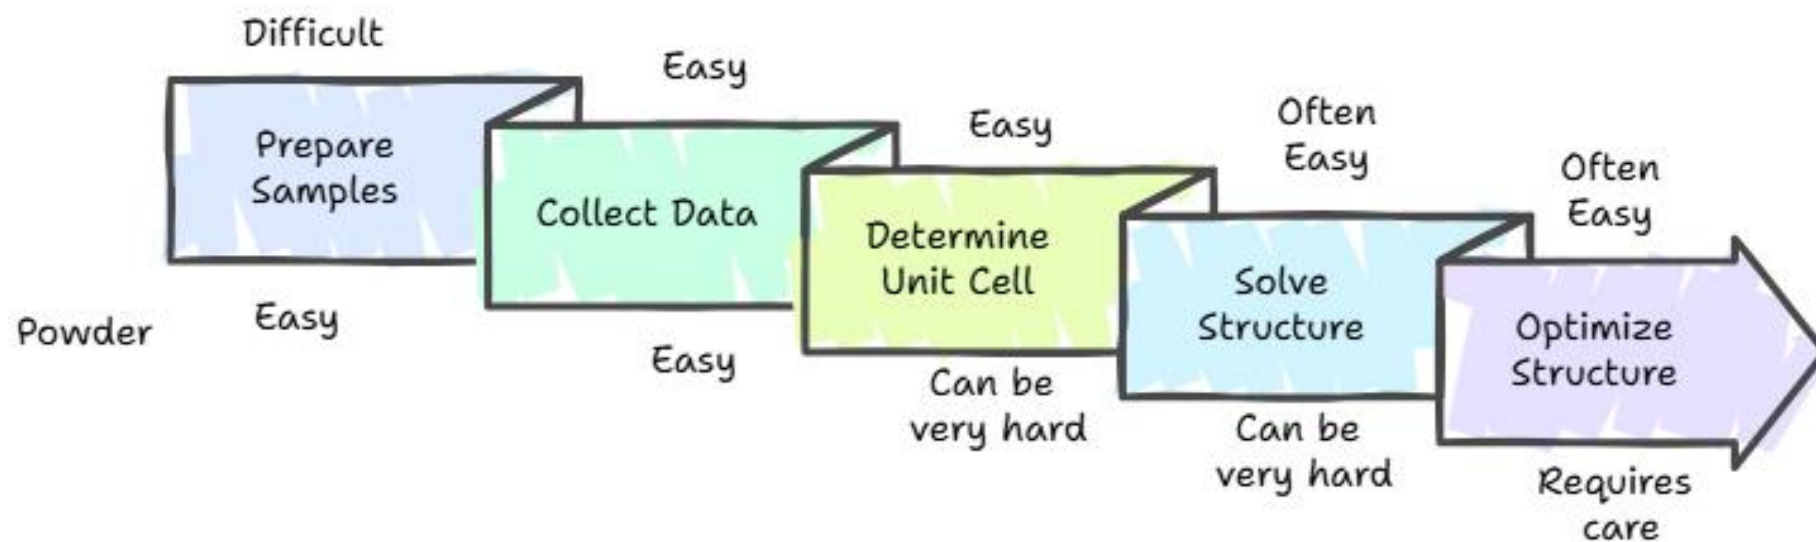 Difficult
Easy
Easy
Often
Easy
Often
Easy
Prepare
Samples
Collect Data
Determine
Unit Cell
Solve
Structure
Optimize
Structure
Powder
Easy
Easy
Can be
very hard
Can be
very hard
Requires
care